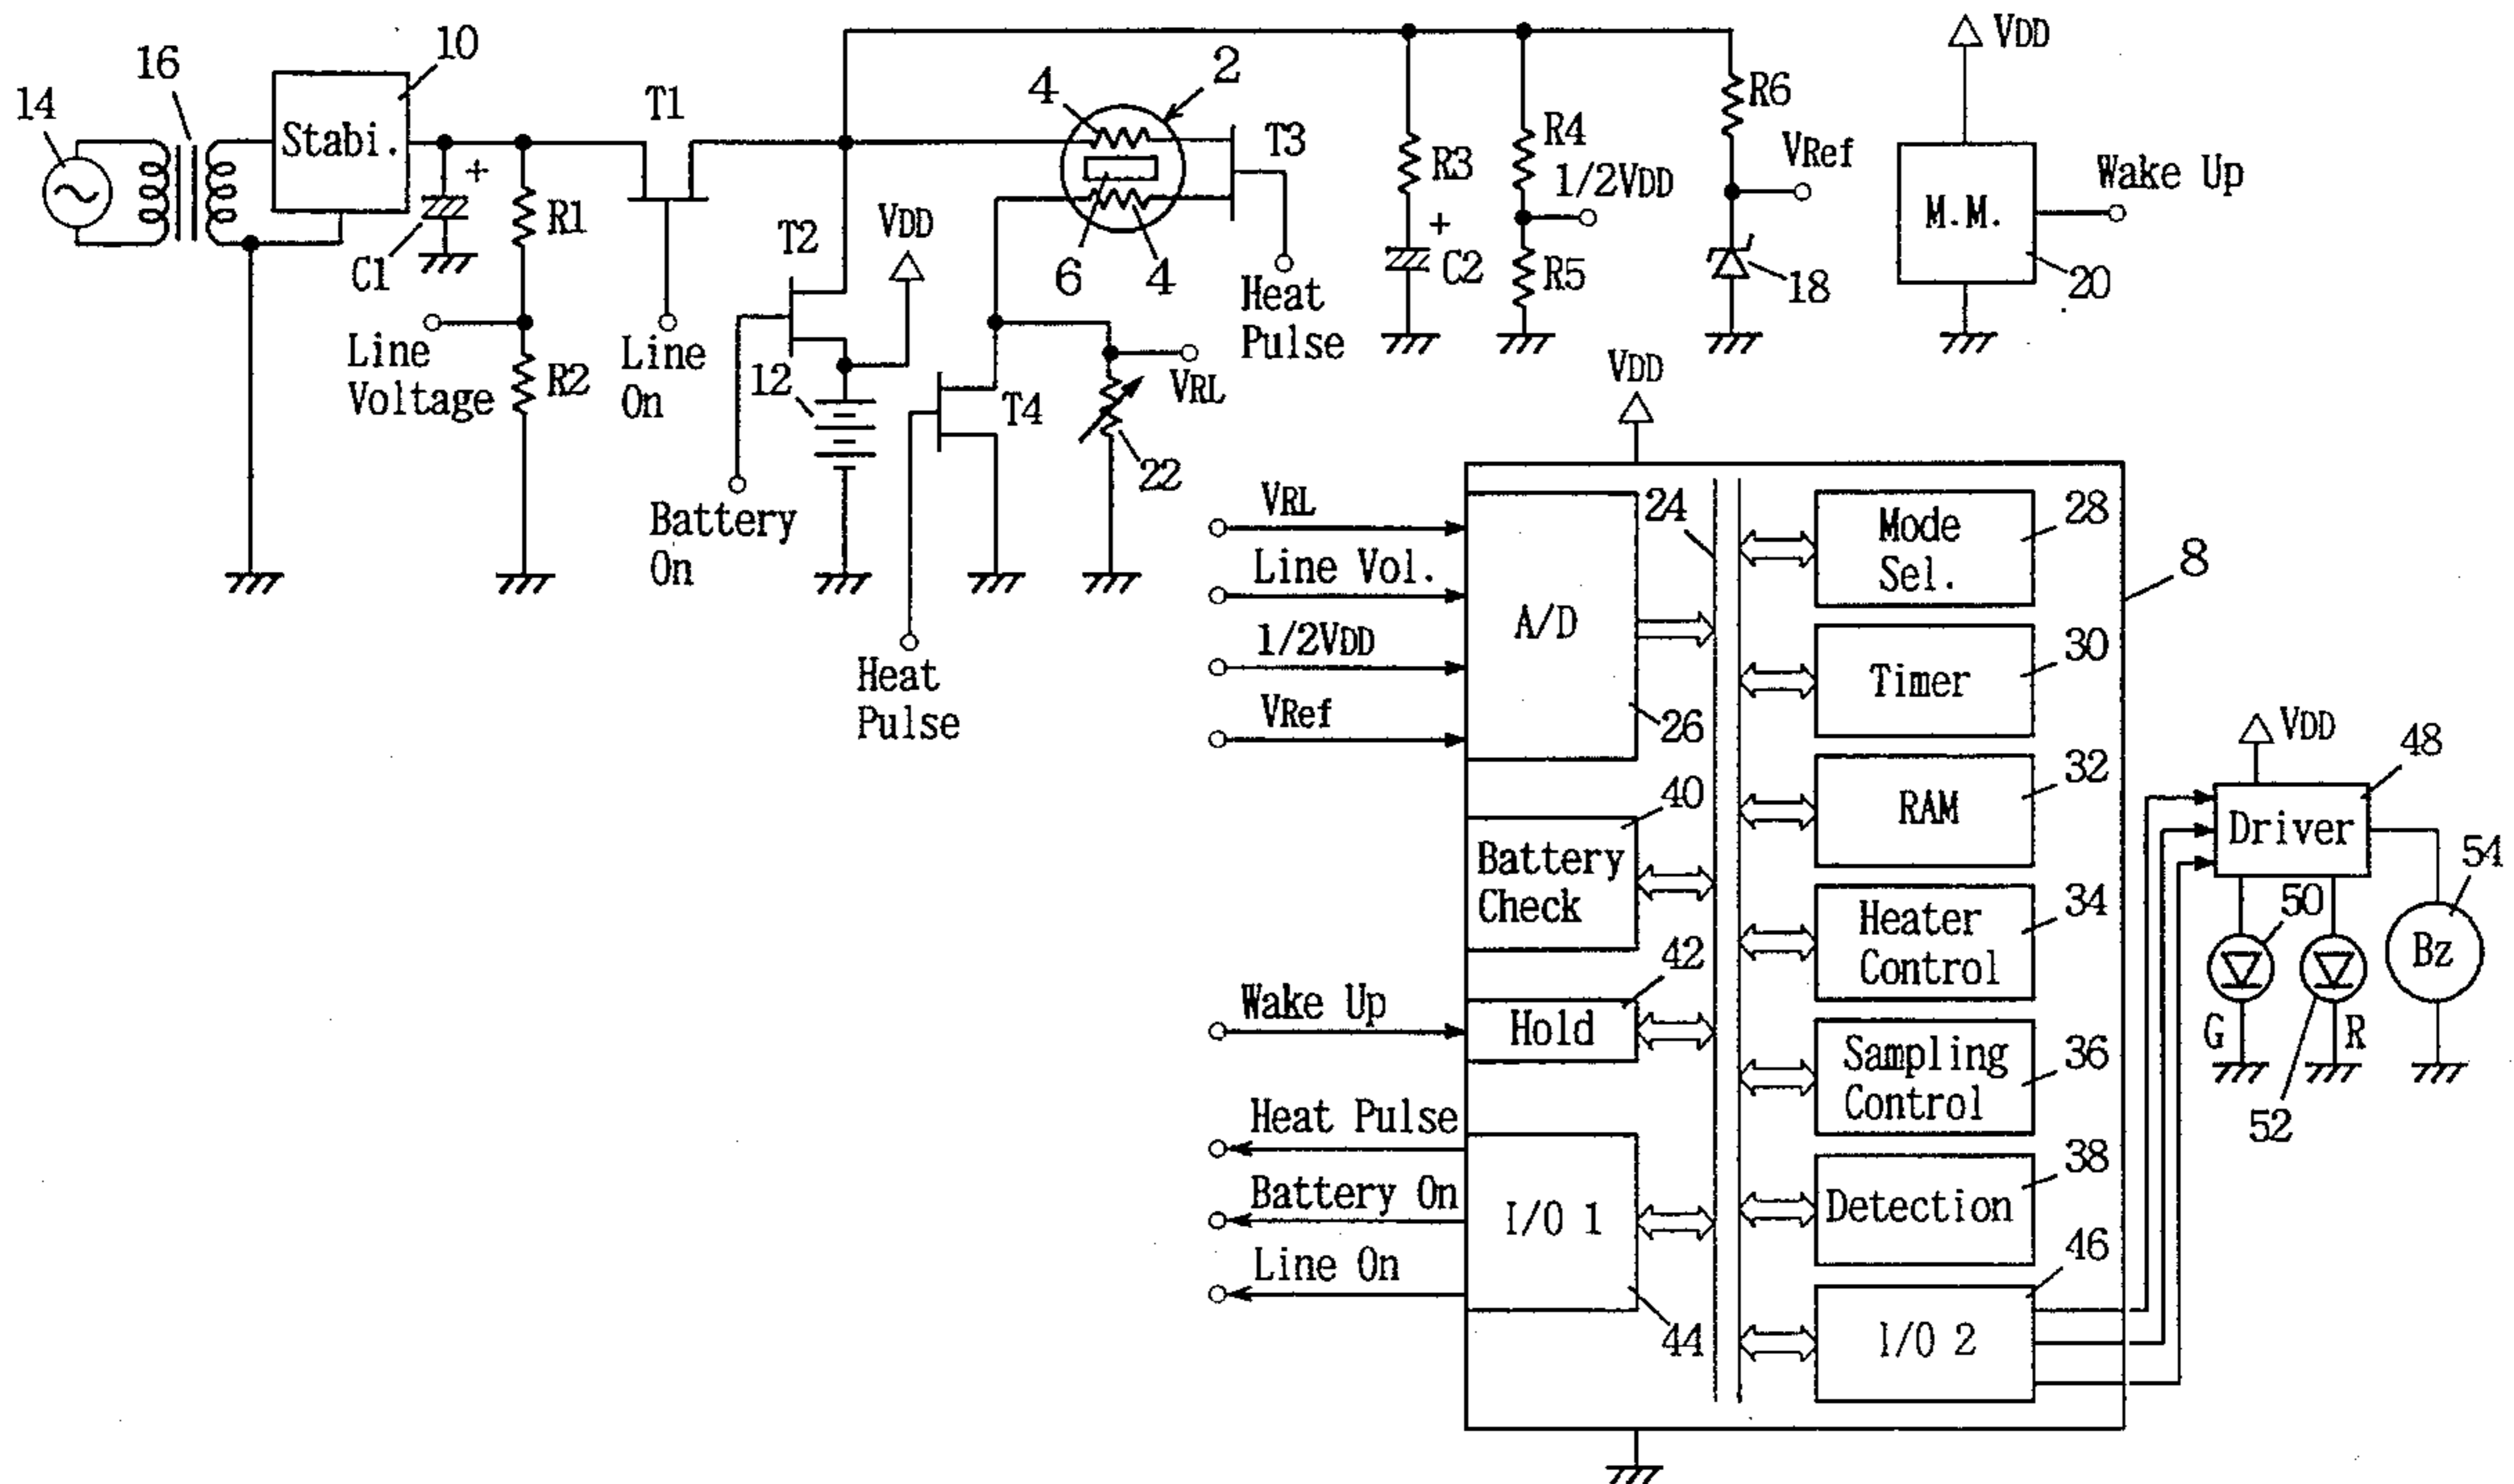 14
16
10
Stabi.
T1
+
C1
R1
Line
Voltage
R2
Line
On
T2
VDD
12
Battery
On
4
2
6
4
T3
Heat
Pulse
T4
VRL
22
Heat
Pulse
R3
+
C2
R4
1/2VDD
R5
R6
VRef
18
VDD
M.M.
Wake Up
20
VDD
8
VRL
Line Vol.
1/2VDD
VRef
A/D
26
24
Mode
Sel.
28
Timer
30
RAM
32
Battery
Check
40
Heater
Control
34
Wake Up
Hold
42
Sampling
Control
36
Heat Pulse
Battery On
Line On
I/O 1
44
Detection
38
I/O 2
46
VDD
48
Driver
50
54
Bz
G
R
52